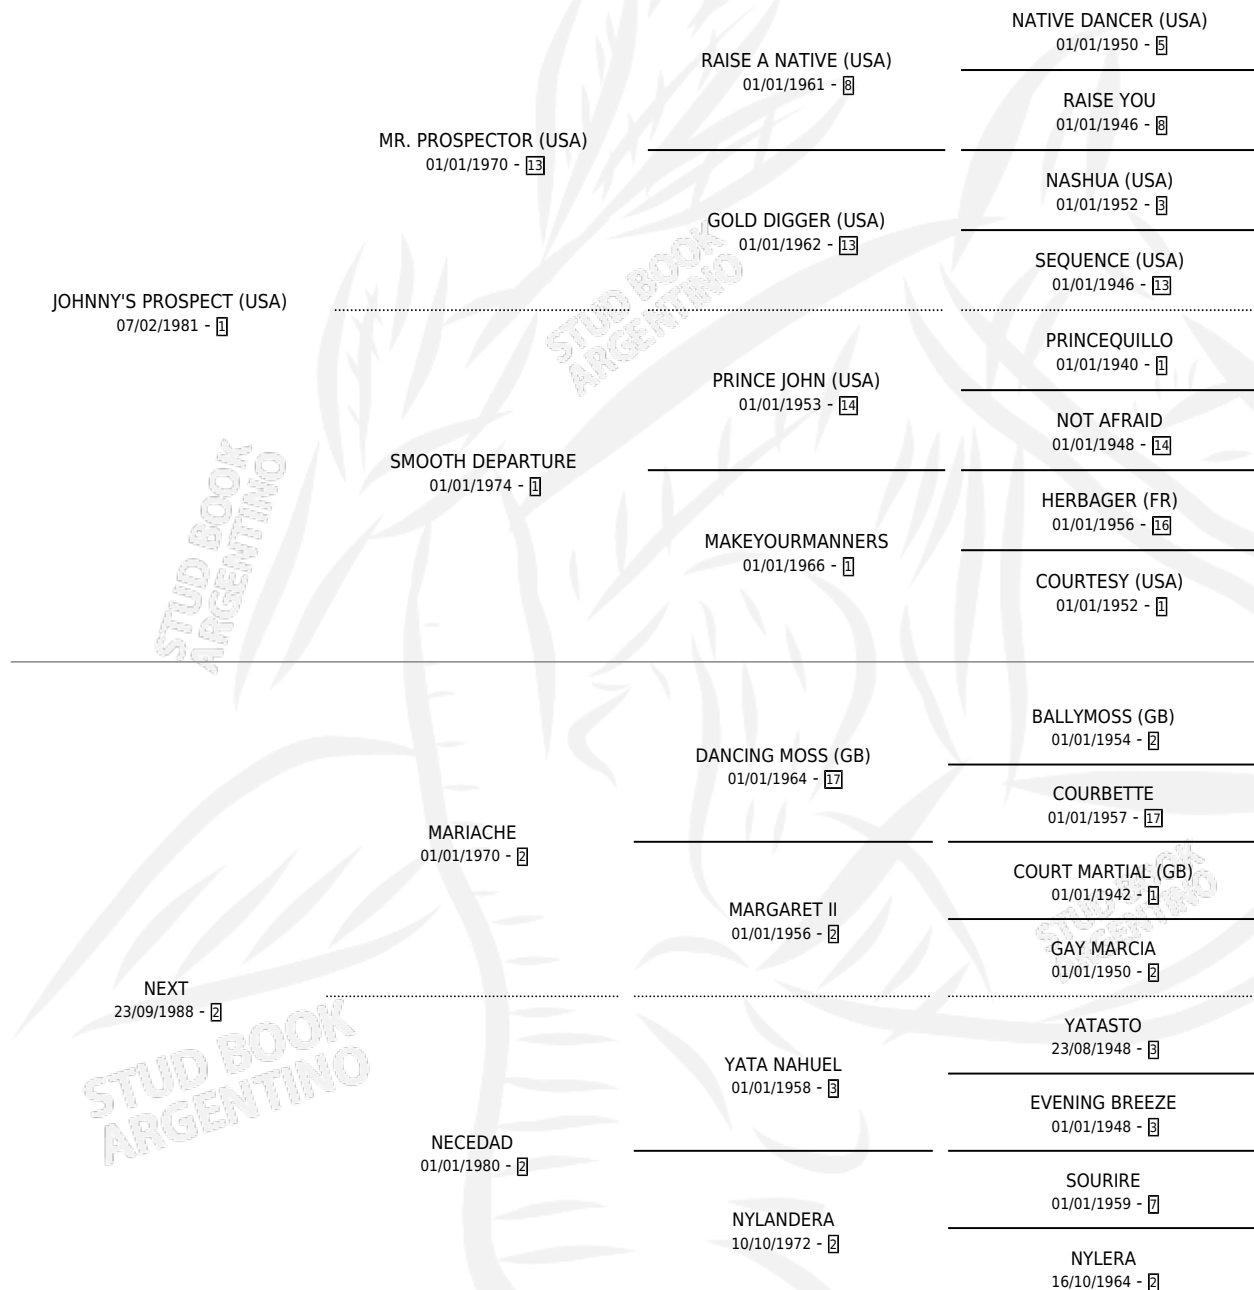 NATIVE DANCER (USA)
01/01/1950 - 5
RAISE A NATIVE (USA)
01/01/1961 - 8
RAISE YOU
01/01/1946 - 8
MR. PROSPECTOR (USA)
01/01/1970 - 13
NASHUA (USA)
01/01/1952 - 3
GOLD DIGGER (USA)
01/01/1962 - 13
SEQUENCE (USA)
01/01/1946 - 13
JOHNNY'S PROSPECT (USA)
07/02/1981 - 1
STUD BOOK
ARGENTINO
PRINCEQUILLO
01/01/1940 - 1
PRINCE JOHN (USA)
01/01/1953 - 14
NOT AFRAID
01/01/1948 - 14
SMOOTH DEPARTURE
01/01/1974 - 1
HERBAGER (FR)
01/01/1956 - 16
MAKEYOURMANNERS
01/01/1966 - 1
COURTESY (USA)
01/01/1952 - 1
STUD BOOK
ARGENTINO
BALLYMOSS (GB)
01/01/1954 - 2
DANCING MOSS (GB)
01/01/1964 - 17
COURBETTE
01/01/1957 - 17
MARIACHE
01/01/1970 - 2
COURT MARTIAL (GB)
01/01/1942 - 1
MARGARET II
01/01/1956 - 2
GAY MARCIA
01/01/1950 - 2
STUD BOOK
ARGENTINO
NEXT
23/09/1988 - 2
YATASTO
23/08/1948 - 3
YATA NAHUEL
01/01/1958 - 3
EVENING BREEZE
01/01/1948 - 3
STUD BOOK
ARGENTINO
NECEDAD
01/01/1980 - 2
SOURIRE
01/01/1959 - 7
NYLANDERA
10/10/1972 - 2
NYLERA
16/10/1964 - 2